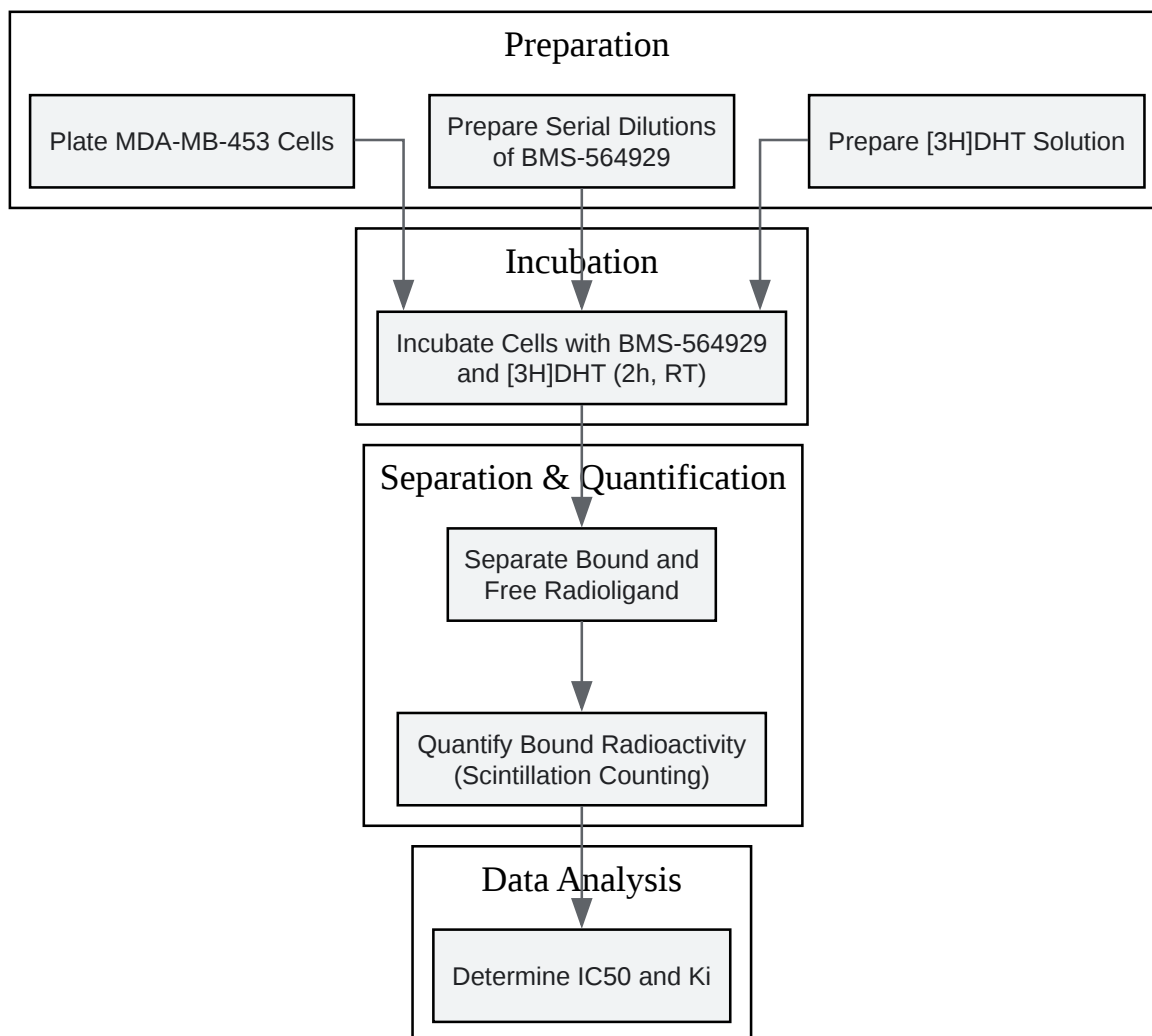 Preparation
Plate MDA-MB-453 Cells
Prepare Serial Dilutions
of BMS-564929
Prepare [3H]DHT Solution
Incubation
Incubate Cells with BMS-564929
and [3H]DHT (2h, RT)
Separation & Quantification
Separate Bound and
Free Radioligand
Quantify Bound Radioactivity
(Scintillation Counting)
Data Analysis
Determine IC50 and Ki